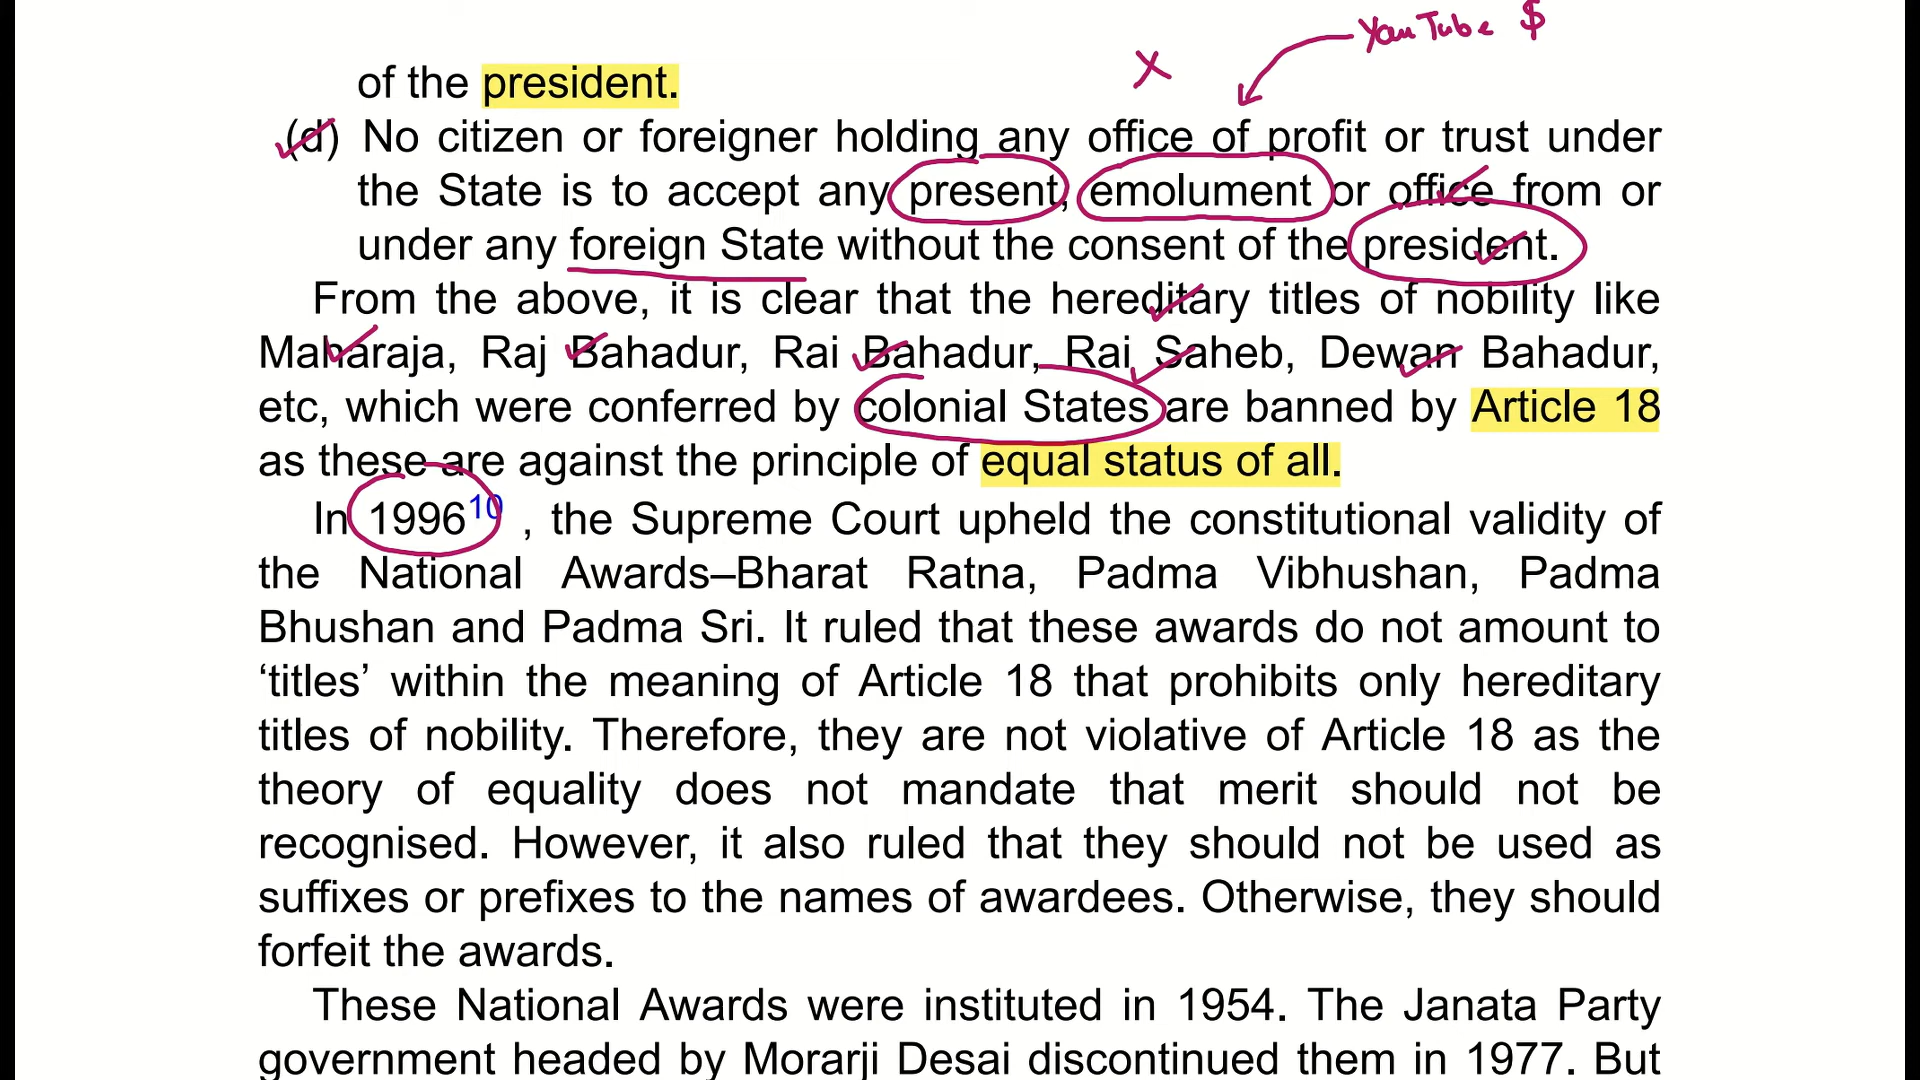 YouTube $
X
of the president.
(d) No citizen or foreigner holding any office of profit or trust under
the State is to accept any present, emolument or office from or
under any foreign State without the consent of the president.
From the above, it is clear that the hereditary titles of nobility like
Maharaja, Raj Bahadur, Rai Bahadur, Rai Saheb, Dewan Bahadur,
etc, which were conferred by colonial States are banned by Article 18
as these are against the principle of equal status of all.
In 1996¹⁰ , the Supreme Court upheld the constitutional validity of
the National Awards–Bharat Ratna, Padma Vibhushan, Padma
Bhushan and Padma Sri. It ruled that these awards do not amount to
‘titles’ within the meaning of Article 18 that prohibits only hereditary
titles of nobility. Therefore, they are not violative of Article 18 as the
theory of equality does not mandate that merit should not be
recognised. However, it also ruled that they should not be used as
suffixes or prefixes to the names of awardees. Otherwise, they should
forfeit the awards.
These National Awards were instituted in 1954. The Janata Party
government headed by Morarji Desai discontinued them in 1977. But